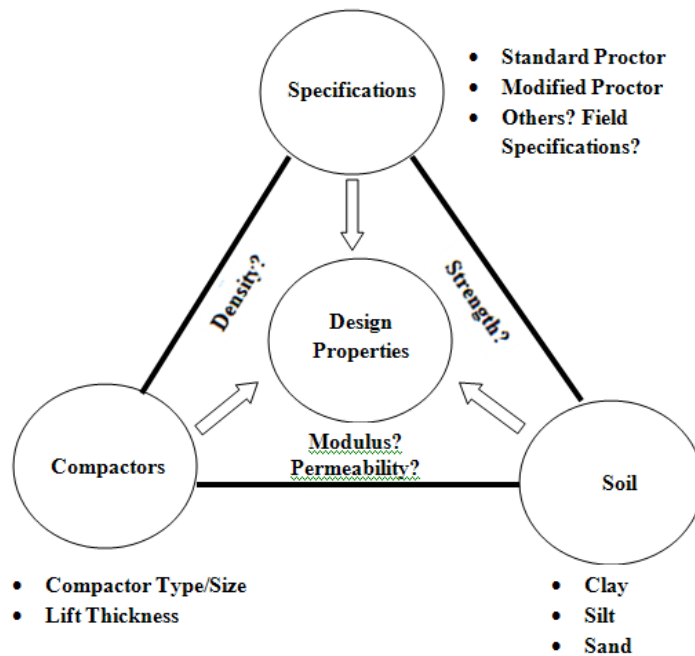 Specifications
• Standard Proctor
• Modified Proctor
• Others? Field
Specifications?
Density?
Strength?
Design
Properties
Modulus?
Permeability?
Compactors
Soil
• Compactor Type/Size
• Lift Thickness
• Clay
• Silt
• Sand